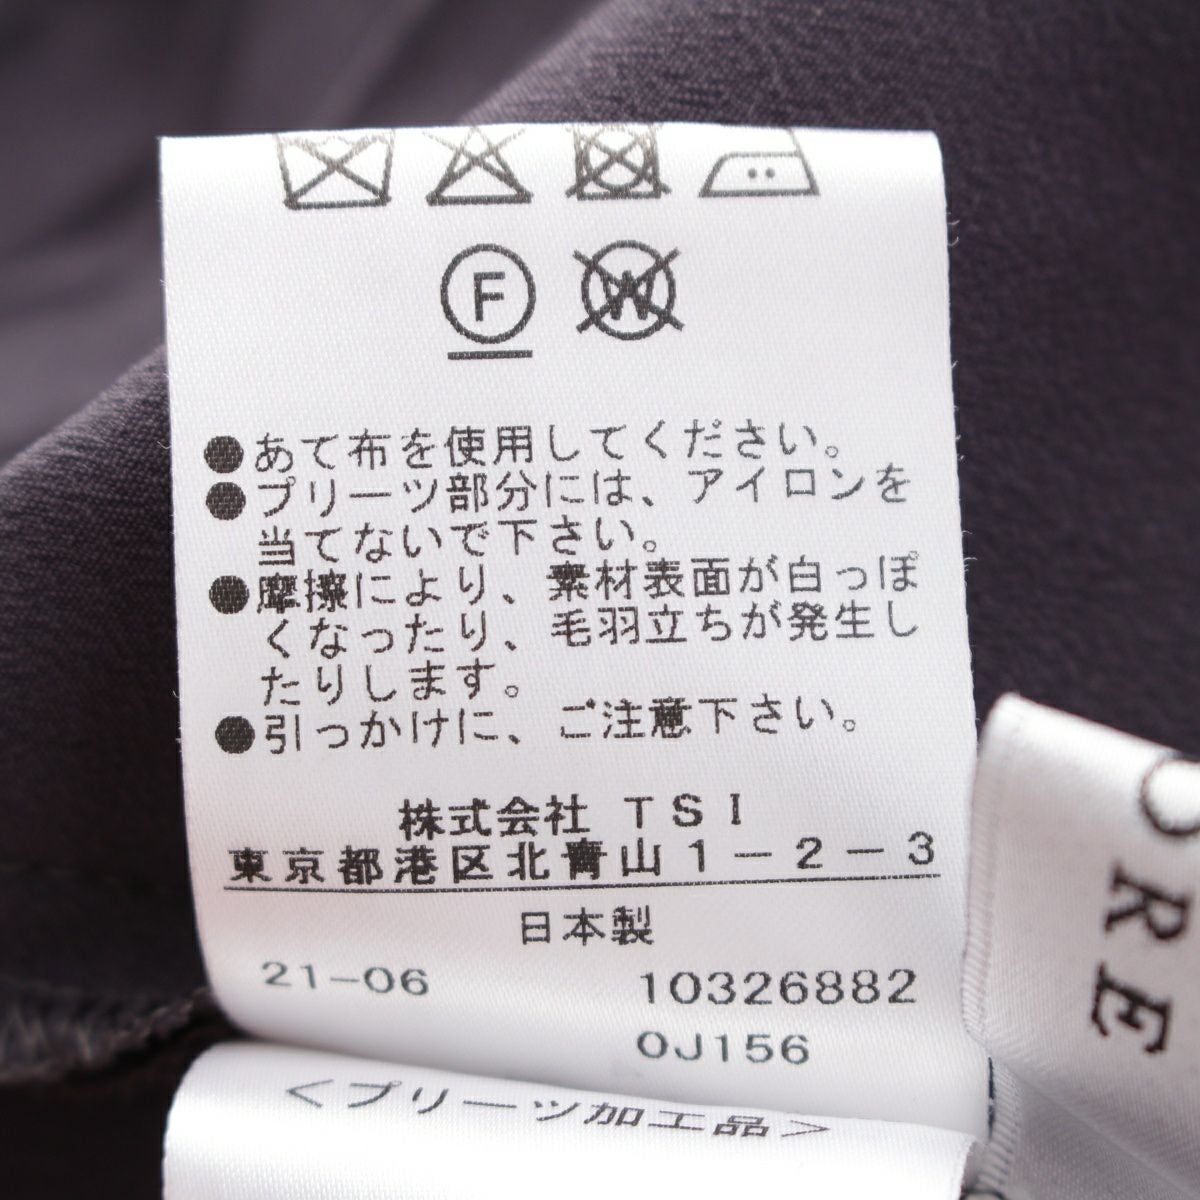 F
W
●あて布を使用してください。
●プリーツ部分には、アイロンを
当てないで下さい。
●摩擦により、素材表面が白っぽ
くなったり、毛羽立ちが発生し
たりします。
●引っかけに、ご注意下さい。
株式会社 TSI
東京都港区北青山1-2-3
日本製
21-06 10326882
0J156
<プリーツ加工品>
ORE